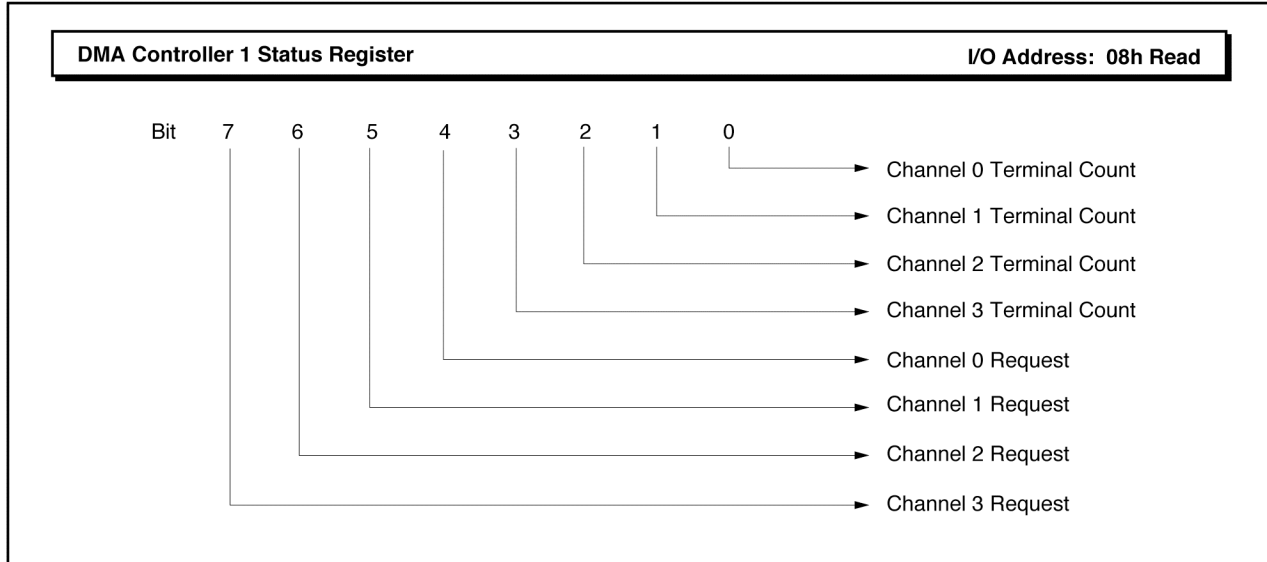 DMA Controller 1 Status Register I/O Address: 08h Read
Bit 7 6 5 4 3 2 1 0
Channel 0 Terminal Count
Channel 1 Terminal Count
Channel 2 Terminal Count
Channel 3 Terminal Count
Channel 0 Request
Channel 1 Request
Channel 2 Request
Channel 3 Request